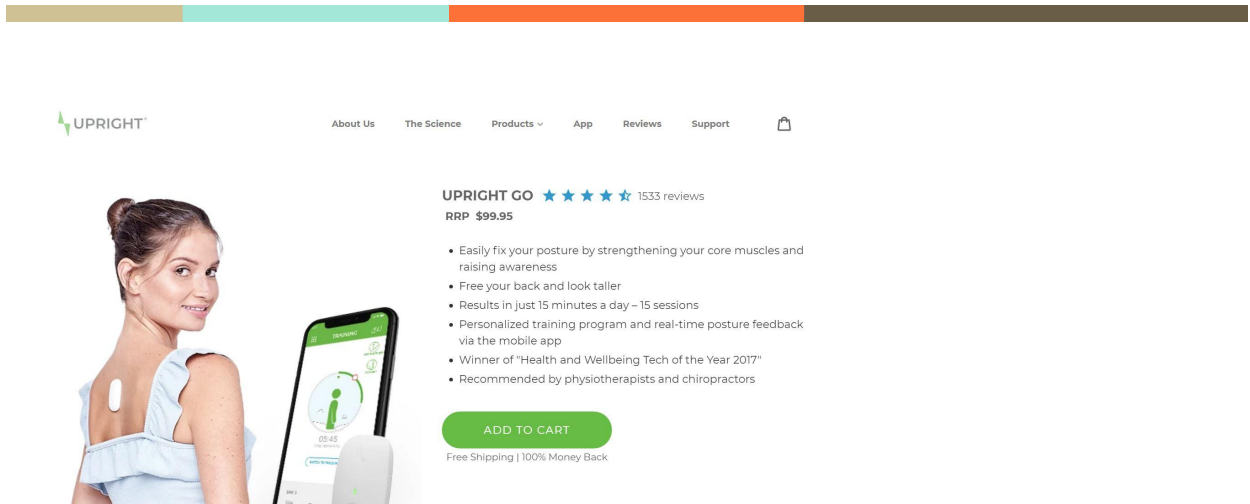 UPRIGHT
About Us The Science Products App Reviews Support
UPRIGHT GO 1533 reviews
RRP $99.95
• Easily fix your posture by strengthening your core muscles and
raising awareness
• Free your back and look taller
• Results in just 15 minutes a day – 15 sessions
• Personalized training program and real-time posture feedback
via the mobile app
• Winner of "Health and Wellbeing Tech of the Year 2017"
• Recommended by physiotherapists and chiropractors
ADD TO CART
Free Shipping | 100% Money Back
TRAINING
05:45
DAY 3